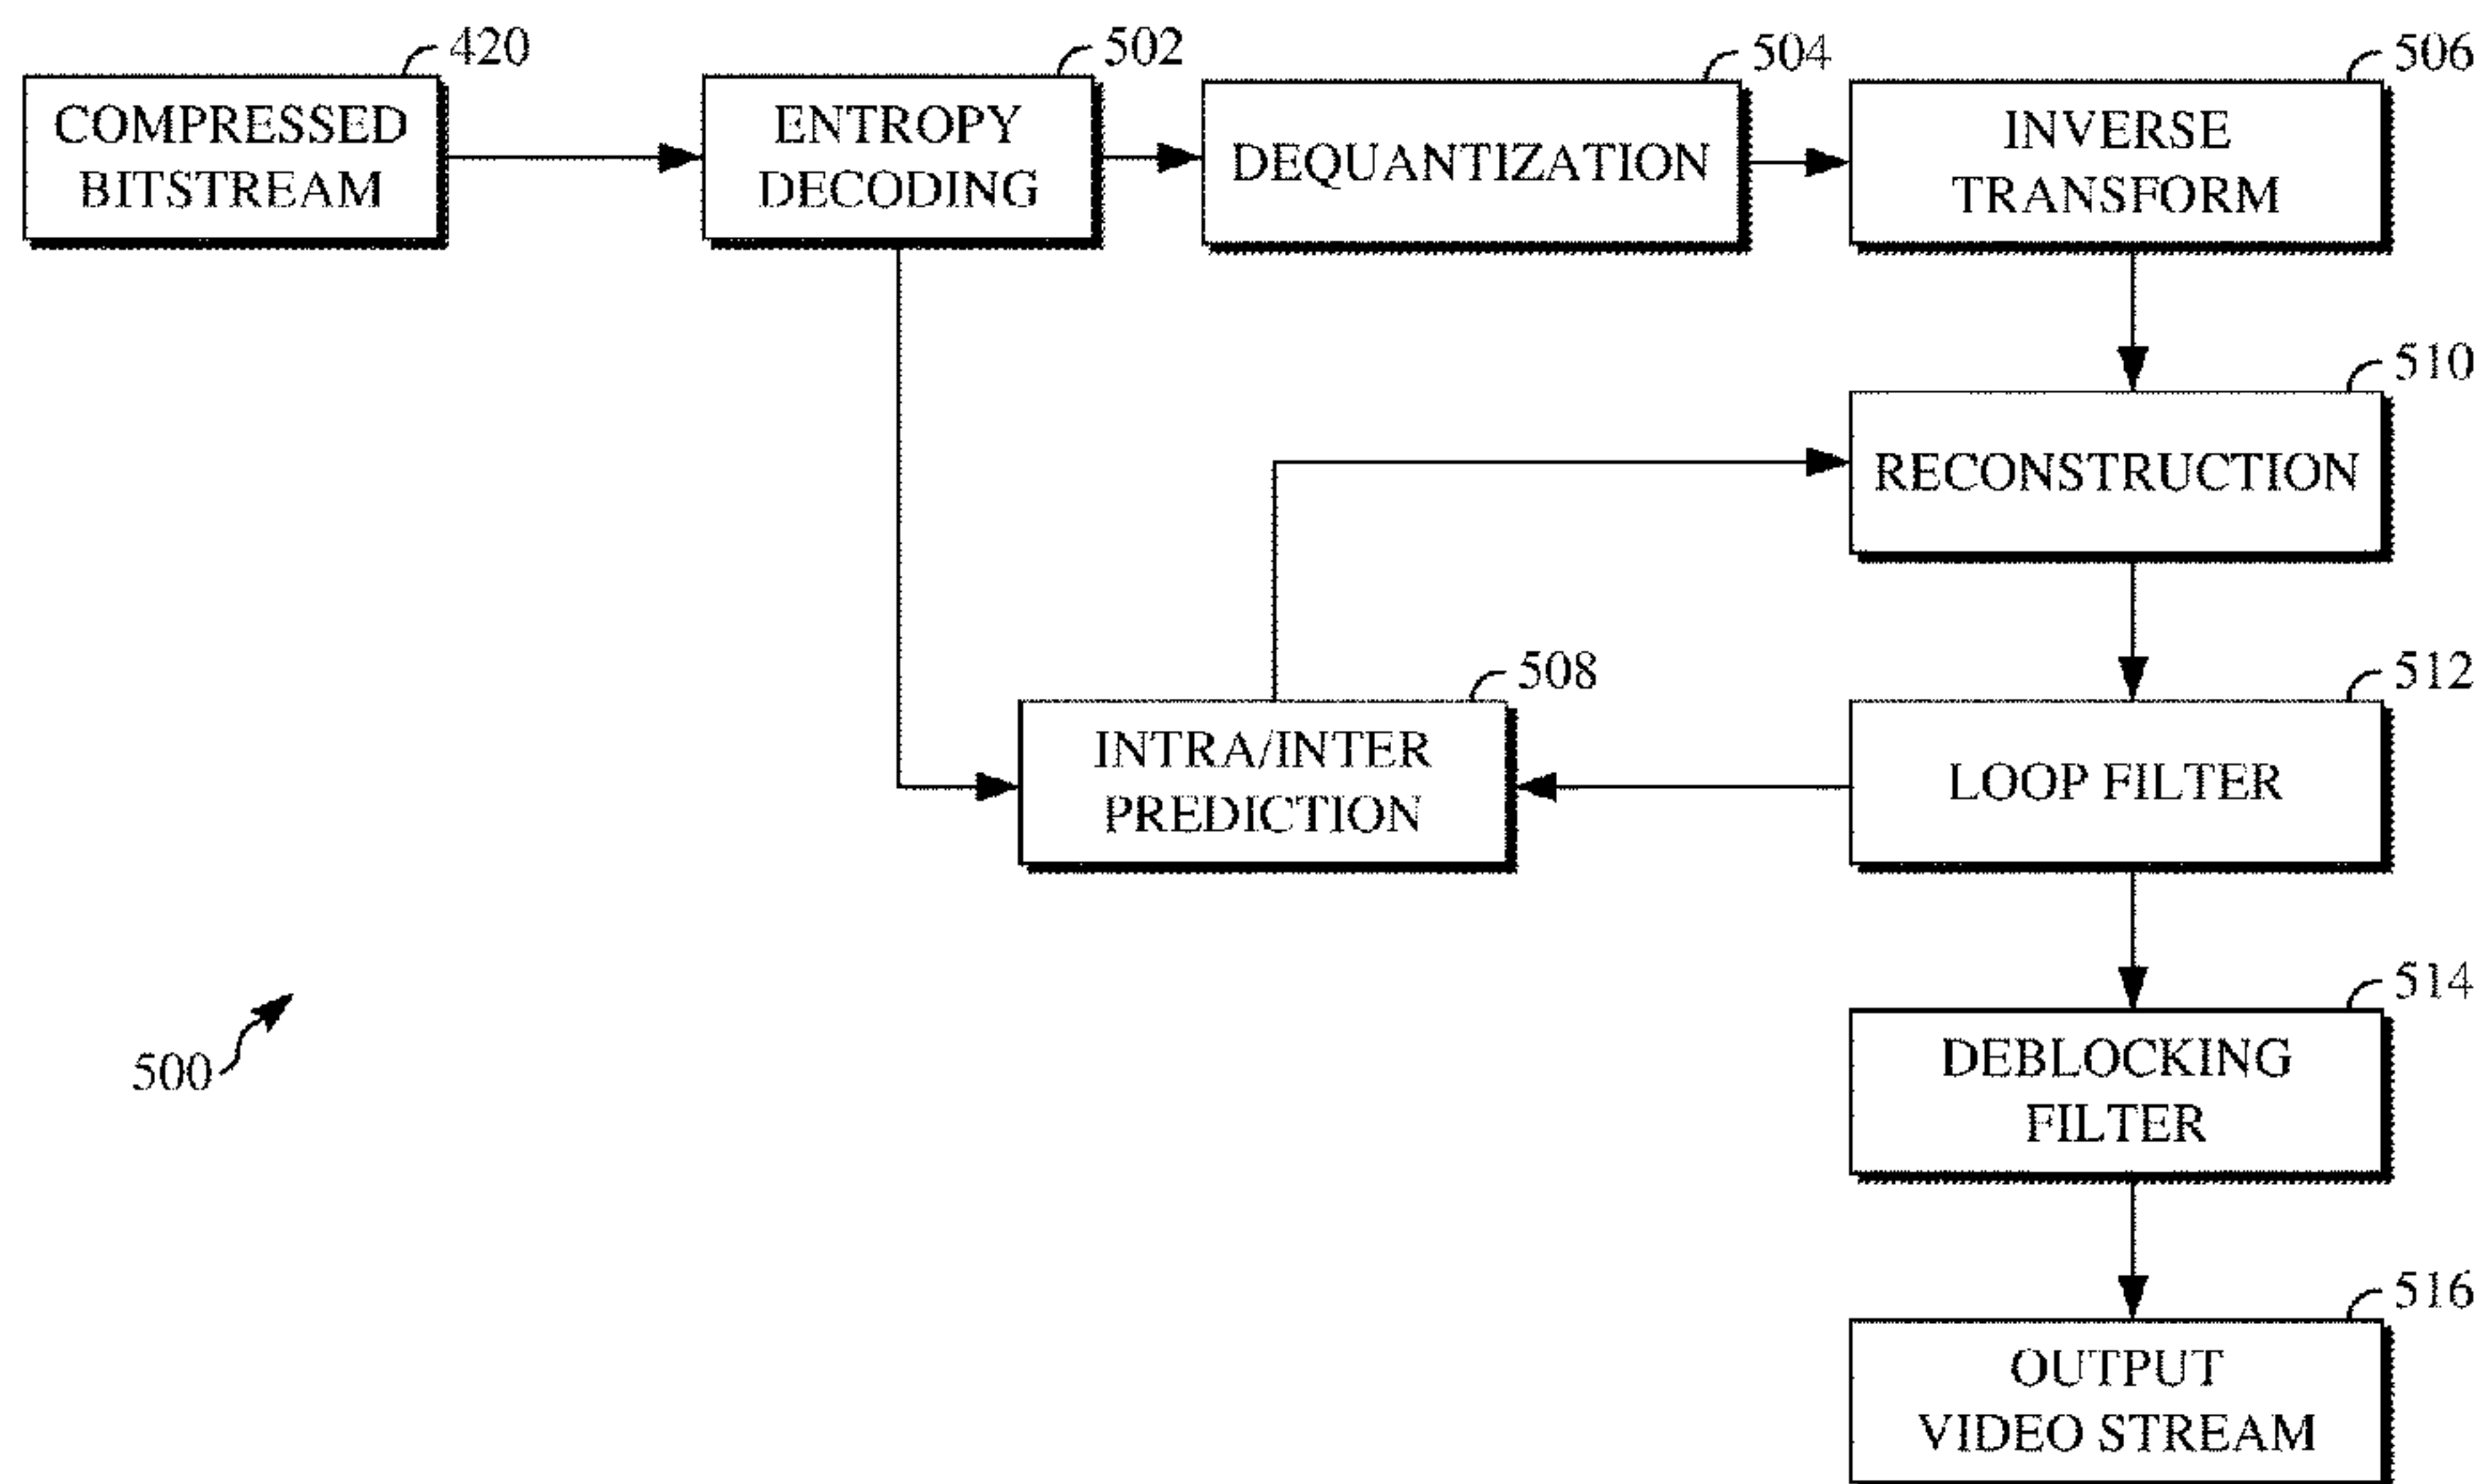 420
COMPRESSED
BITSTREAM
502
ENTROPY
DECODING
504
DEQUANTIZATION
506
INVERSE
TRANSFORM
510
RECONSTRUCTION
508
INTRA/INTER
PREDICTION
512
LOOP FILTER
514
DEBLOCKING
FILTER
500
516
OUTPUT
VIDEO STREAM